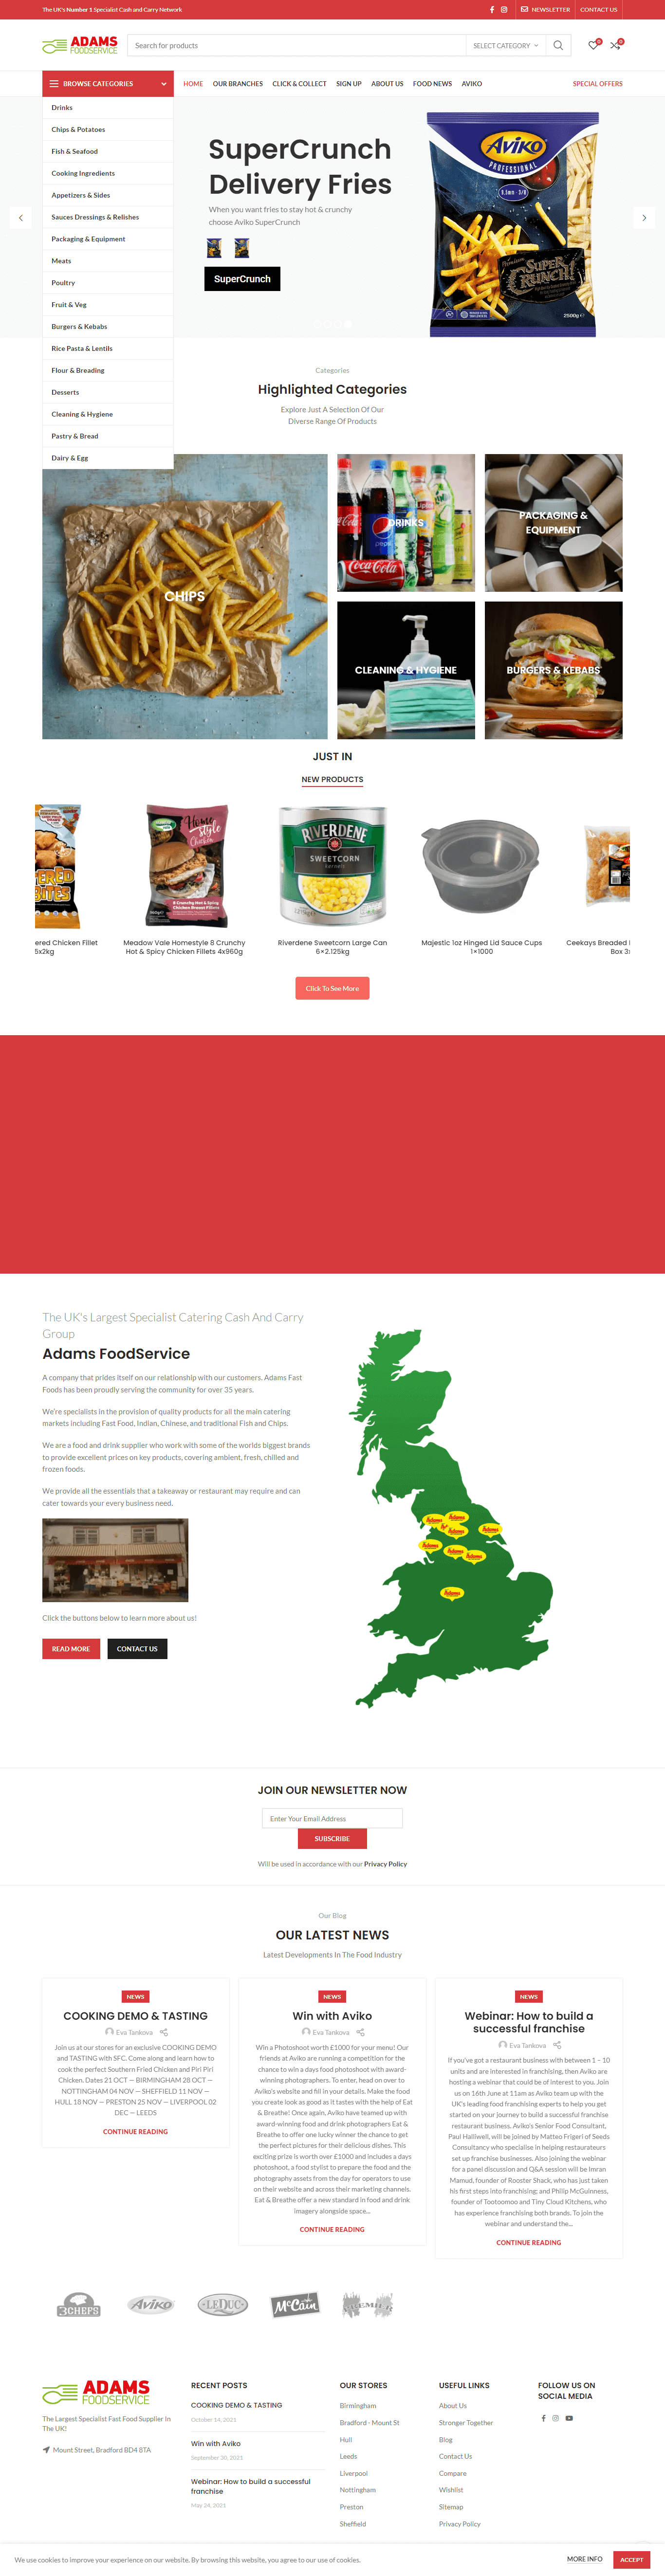 The UK's Number 1 Specialist Cash and Carry Network
NEWSLETTER
CONTACT US
ADAMS
FOODSERVICE
Search for products
SELECT CATEGORY
0
0
BROWSE CATEGORIES
HOME
OUR BRANCHES
CLICK & COLLECT
SIGN UP
ABOUT US
FOOD NEWS
AVIKO
SPECIAL OFFERS
Drinks
Chips & Potatoes
Fish & Seafood
Cooking Ingredients
Appetizers & Sides
Sauces Dressings & Relishes
Packaging & Equipment
Meats
Poultry
Fruit & Veg
Burgers & Kebabs
Rice Pasta & Lentils
Flour & Breading
Desserts
Cleaning & Hygiene
Pastry & Bread
Dairy & Egg
SuperCrunch
Delivery Fries
When you want fries to stay hot & crunchy
choose Aviko SuperCrunch
SuperCrunch
Aviko
SUPER CRUNCH
2500g e
Categories
Highlighted Categories
Explore Just A Selection Of Our
Diverse Range Of Products
CHIPS
DRINKS
PACKAGING &
EQUIPMENT
CLEANING & HYGIENE
BURGERS & KEBABS
JUST IN
NEW PRODUCTS
Home style
RIVERDENE
SWEETCORN
kernels
ered Chicken Fillet
5x2kg
Meadow Vale Homestyle 8 Crunchy
Hot & Spicy Chicken Fillets 4x960g
Riverdene Sweetcorn Large Can
6×2.125kg
Majestic 1oz Hinged Lid Sauce Cups
1×1000
Ceekays Breaded
Box 3x
Click To See More
The UK's Largest Specialist Catering Cash And Carry
Group
Adams FoodService
A company that prides itself on our relationship with our customers. Adams Fast
Foods has been proudly serving the community for over 35 years.
We're specialists in the provision of quality products for all the main catering
markets including Fast Food, Indian, Chinese, and traditional Fish and Chips.
We are a food and drink supplier who work with some of the worlds biggest brands
to provide excellent prices on key products, covering ambient, fresh, chilled and
frozen foods.
We provide all the essentials that a takeaway or restaurant may require and can
cater towards your every business need.
Click the buttons below to learn more about us!
READ MORE
CONTACT US
JOIN OUR NEWSLETTER NOW
Enter Your Email Address
SUBSCRIBE
Will be used in accordance with our Privacy Policy
Our Blog
OUR LATEST NEWS
Latest Developments In The Food Industry
NEWS
COOKING DEMO & TASTING
Eva Tankova
Join us at our stores for an exclusive COOKING DEMO
and TASTING with SFC. Come along and learn how to
cook the perfect Southern Fried Chicken and Piri Piri
Chicken. Dates 21 OCT — BIRMINGHAM 28 OCT —
NOTTINGHAM 04 NOV — SHEFFIELD 11 NOV —
HULL 18 NOV — PRESTON 25 NOV — LIVERPOOL 02
DEC — LEEDS
CONTINUE READING
NEWS
Win with Aviko
Eva Tankova
Win a Photoshoot worth £1000 for your menu! Our
friends at Aviko are running a competition for the
chance to win a days food photoshoot with award-
winning photographers. To enter, head on over to
Aviko's website and fill in your details. Make the food
you create look as good as it tastes with the help of Eat
& Breathe! Once again, Aviko have teamed up with
award-winning food and drink photographers Eat &
Breathe to offer one lucky winner the chance to get
the perfect pictures for their delicious dishes. This
exciting prize is worth over £1000 and includes a days
photoshoot, a food stylist to prepare the food and the
photography assets from the day for operators to use
on their website and across their marketing channels.
Eat & Breathe offer a new standard in food and drink
imagery alongside space...
CONTINUE READING
NEWS
Webinar: How to build a
successful franchise
Eva Tankova
If you've got a restaurant business with between 1 – 10
units and are interested in franchising, then Aviko are
hosting a webinar that could be of interest to you. Join
us on 16th June at 11am as Aviko team up with the
UK's leading food franchising experts to help you get
started on your journey to build a successful franchise
restaurant business. Aviko's Senior Food Consultant,
Paul Halliwell, will be joined by Matteo Frigeri of Seeds
Consultancy who specialise in helping restaurateurs
set up franchise businesses. Also joining the webinar
for a panel discussion and Q&A session will be Imran
Mamud, founder of Rooster Shack, who has just taken
his first steps into franchising; and Philip McGuinness,
founder of Tootoomoo and Tiny Cloud Kitchens, who
has experience franchising both brands. To join the
webinar and understand the...
CONTINUE READING
3CHEFS
Aviko
LEDUC
McCain
PREMIER
ADAMS
FOODSERVICE
The Largest Specialist Fast Food Supplier In
The UK!
Mount Street, Bradford BD4 8TA
RECENT POSTS
COOKING DEMO & TASTING
October 14, 2021
Win with Aviko
September 30, 2021
Webinar: How to build a successful
franchise
May 24, 2021
OUR STORES
Birmingham
Bradford - Mount St
Hull
Leeds
Liverpool
Nottingham
Preston
Sheffield
USEFUL LINKS
About Us
Stronger Together
Blog
Contact Us
Compare
Wishlist
Sitemap
Privacy Policy
FOLLOW US ON
SOCIAL MEDIA
We use cookies to improve your experience on our website. By browsing this website, you agree to our use of cookies.
MORE INFO
ACCEPT